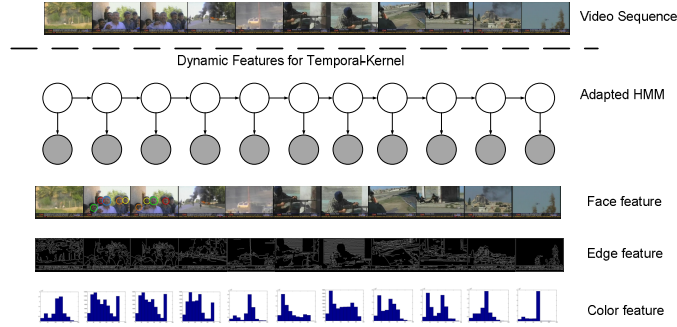 Video Sequence
Dynamic Features for Temporal-Kernel
Adapted HMM
Face feature
Edge feature
Color feature